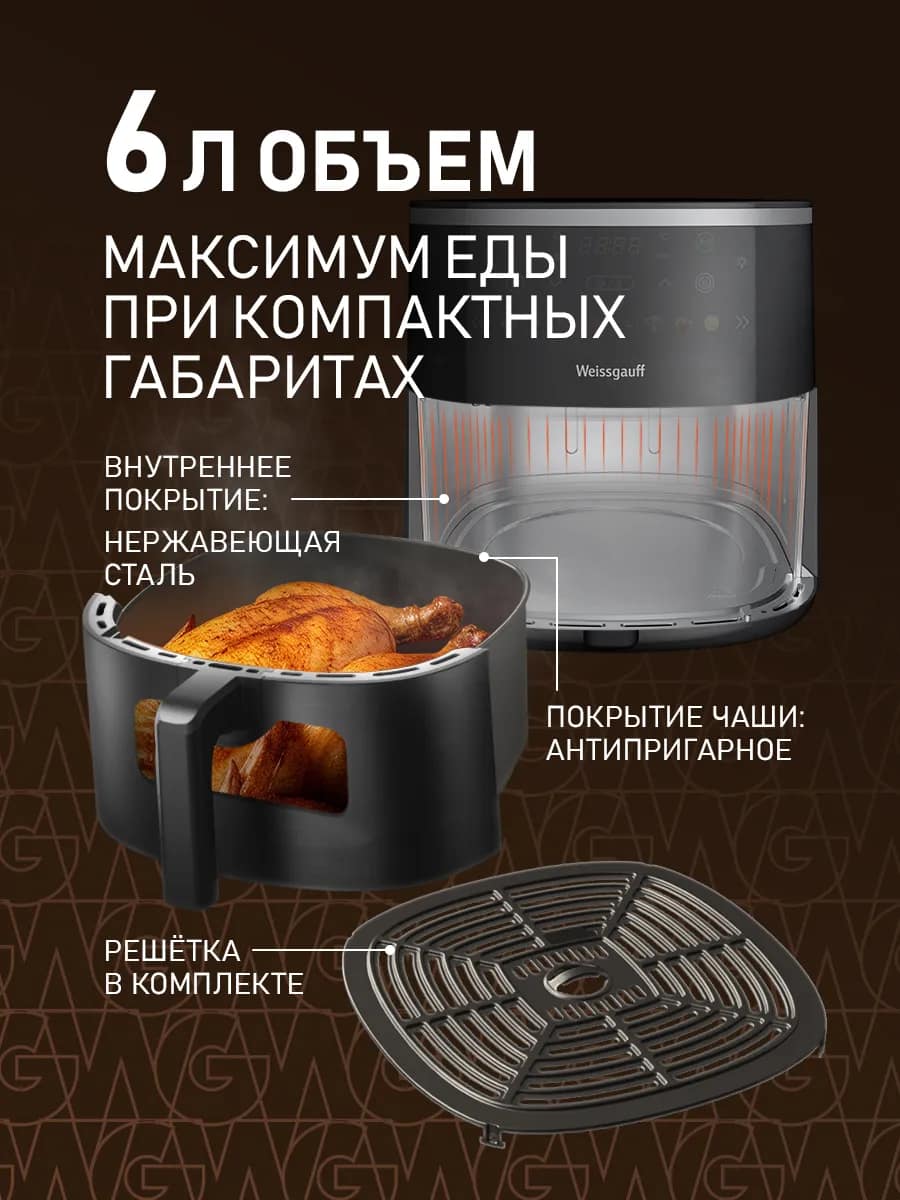 6 Л ОБЪЕМ
МАКСИМУМ ЕДЫ
ПРИ КОМПАКТНЫХ
ГАБАРИТАХ
Weissgauff
ВНУТРЕННЕЕ
ПОКРЫТИЕ:
НЕРЖАВЕЮЩАЯ
СТАЛЬ
ПОКРЫТИЕ ЧАШИ:
АНТИПРИГАРНОЕ
РЕШЁТКА
В КОМПЛЕКТЕ